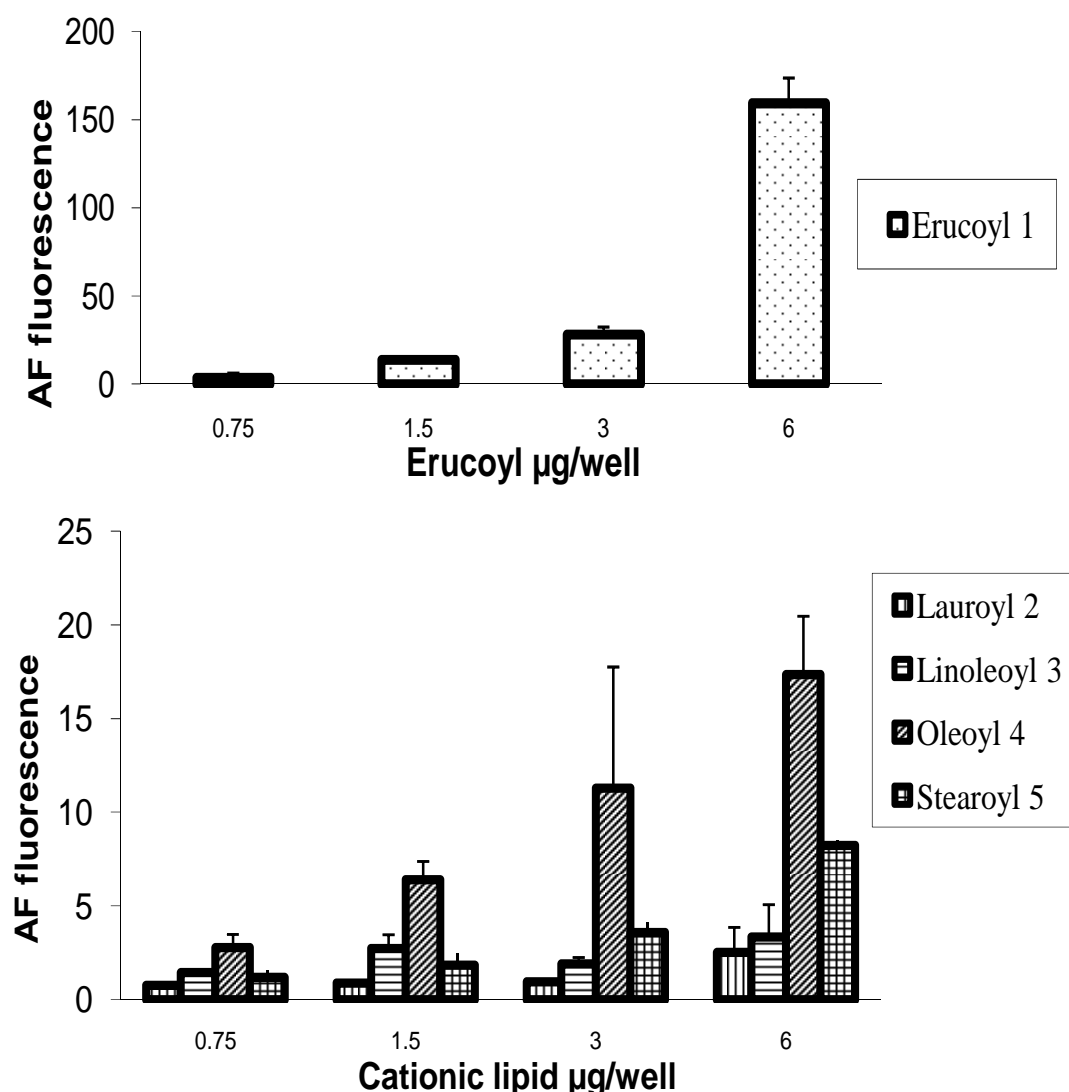 200
150
100
50
0
AF fluorescence
0.75 1.5 3 6
Erucoyl µg/well
Erucoyl 1
25
20
15
10
5
0
AF fluorescence
0.75 1.5 3 6
Cationic lipid µg/well
Lauroyl 2
Linoleoyl 3
Oleoyl 4
Stearoyl 5